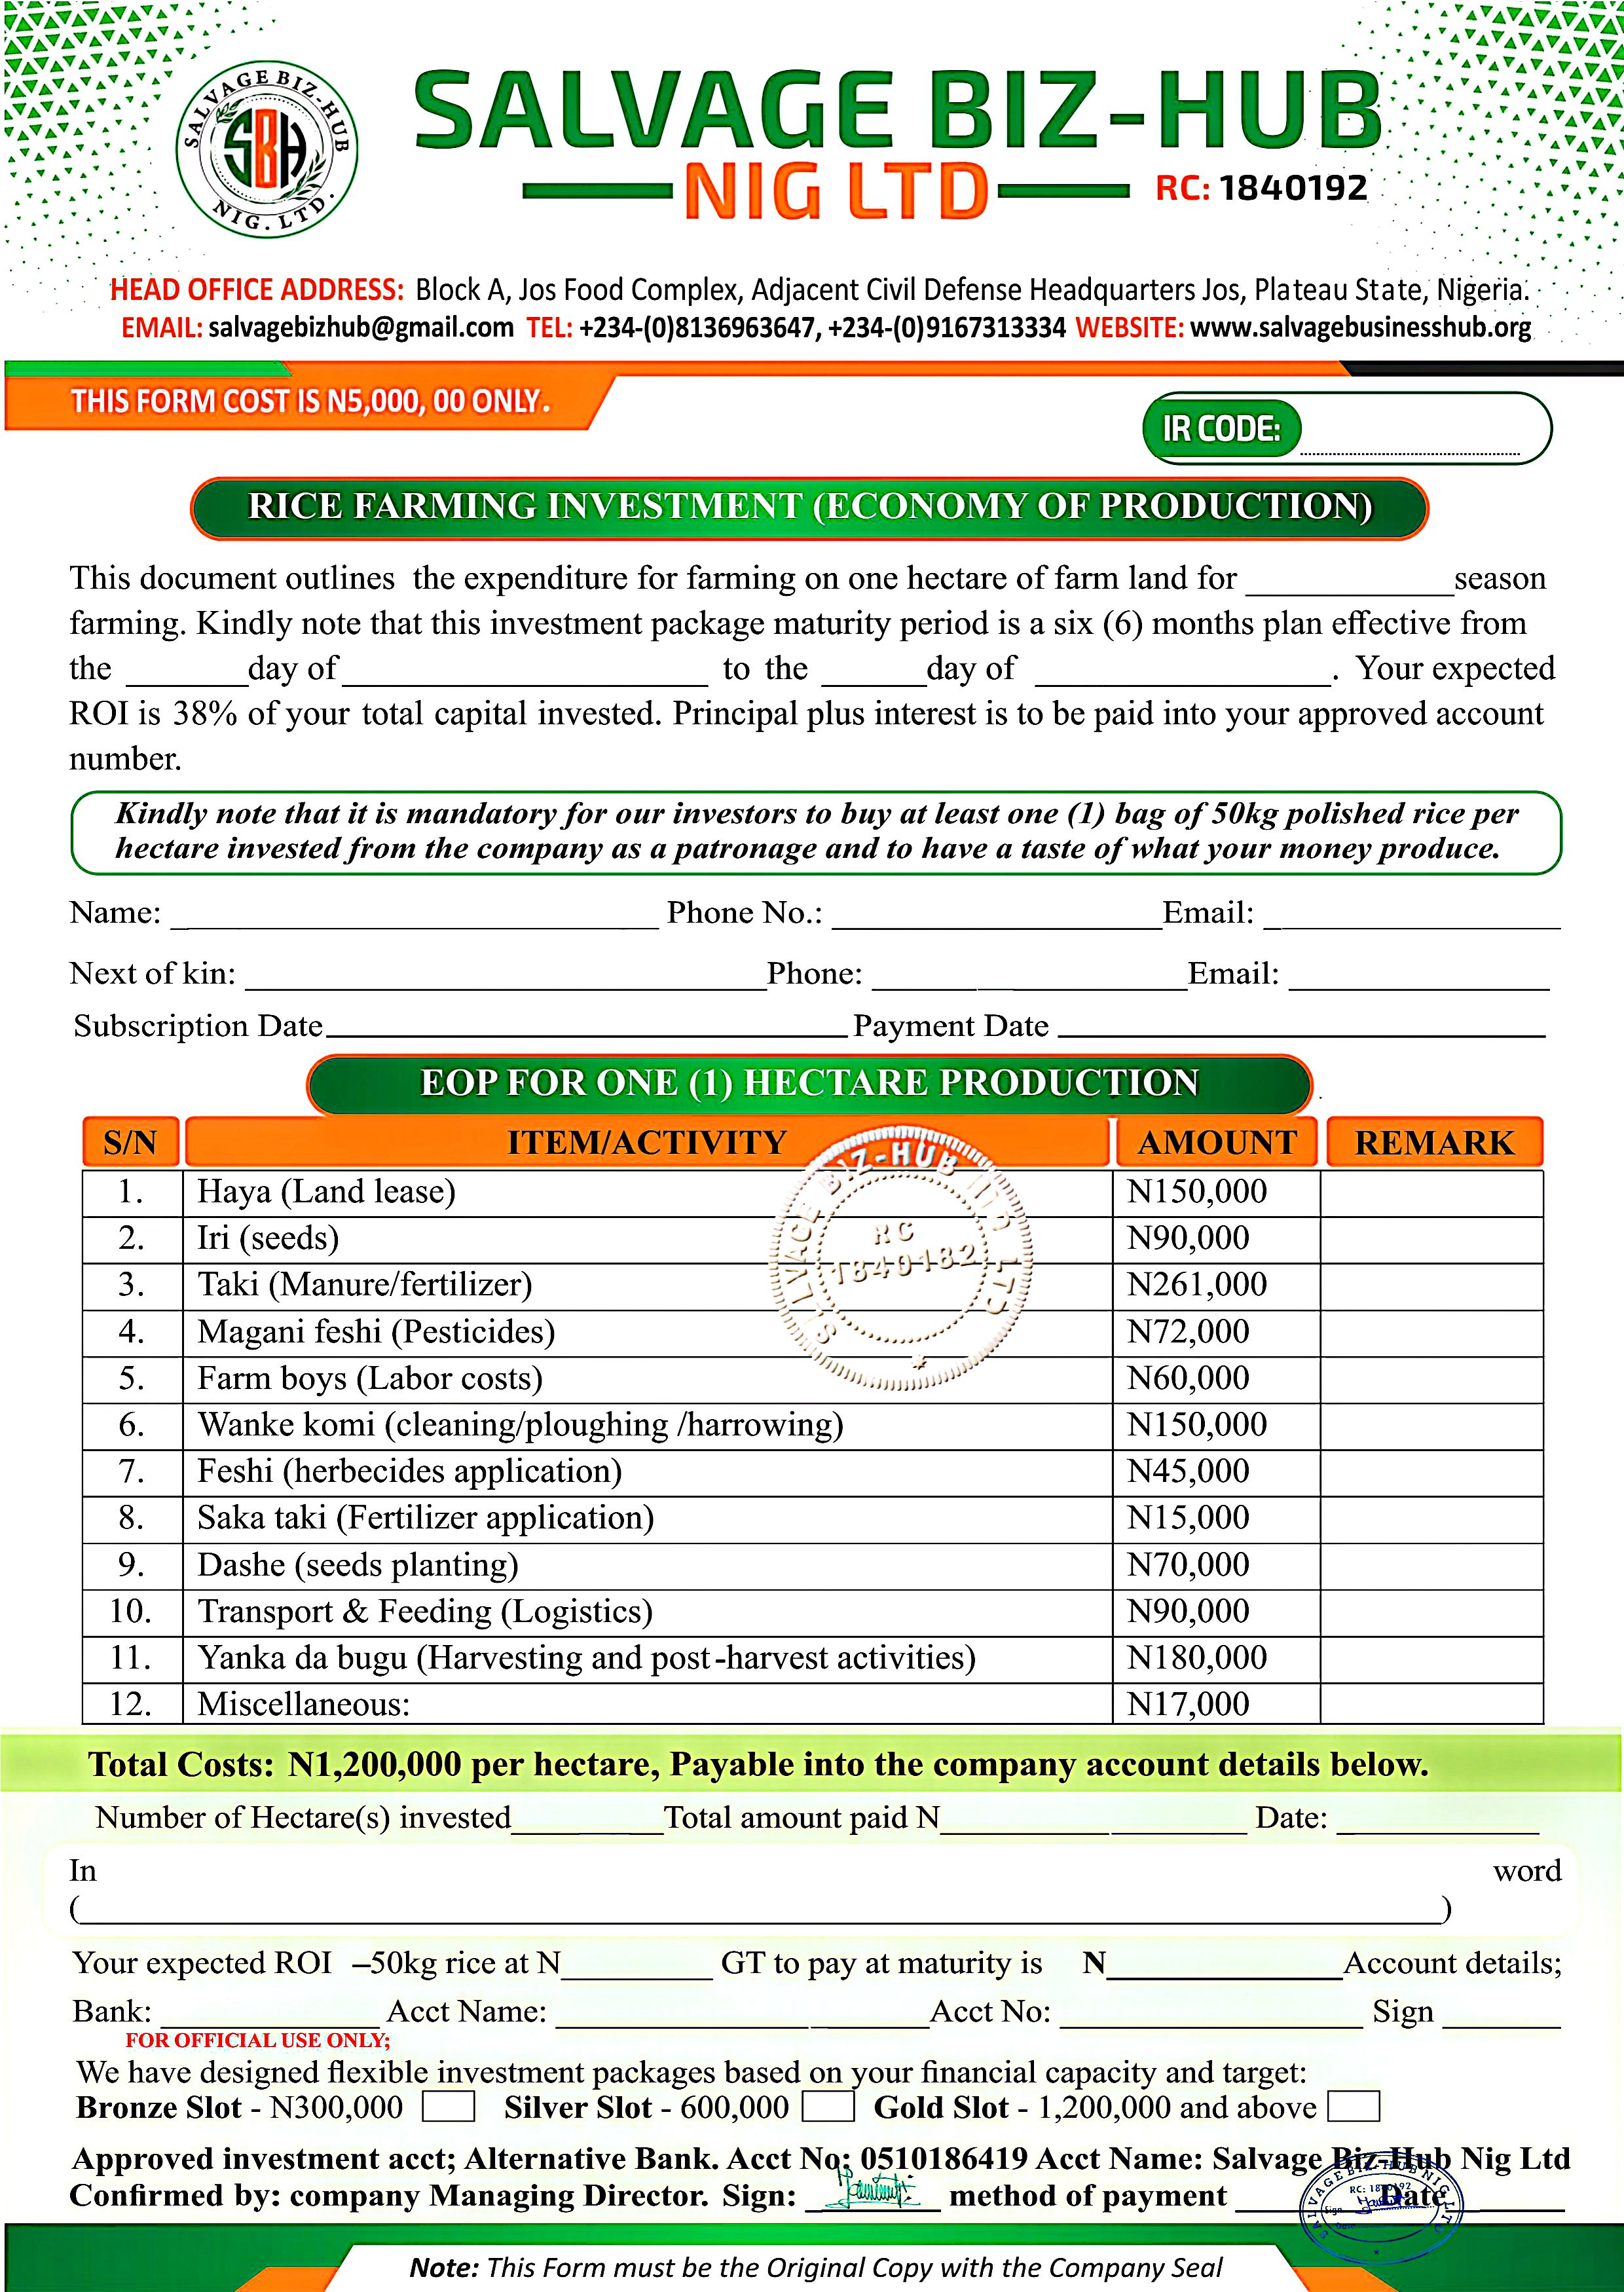 SALVAGE BIZ-HUB
NIG. LTD.
SBH
SALVAGE BIZ-HUB
NIG LTD RC: 1840192
HEAD OFFICE ADDRESS: Block A, Jos Food Complex, Adjacent Civil Defense Headquarters Jos, Plateau State, Nigeria.
EMAIL: salvagebizhub@gmail.com TEL: +234-(0)8136963647, +234-(0)9167313334 WEBSITE: www.salvagebusinesshub.org
THIS FORM COST IS N5,000, 00 ONLY.
IR CODE:
RICE FARMING INVESTMENT (ECONOMY OF PRODUCTION)
This document outlines the expenditure for farming on one hectare of farm land for ____________season
farming. Kindly note that this investment package maturity period is a six (6) months plan effective from
the _______day of_____________________ to the ______day of _________________. Your expected
ROI is 38% of your total capital invested. Principal plus interest is to be paid into your approved account
number.
Kindly note that it is mandatory for our investors to buy at least one (1) bag of 50kg polished rice per
hectare invested from the company as a patronage and to have a taste of what your money produce.
Name: ____________________________ Phone No.: ___________________Email: _________________
Next of kin: ______________________________Phone: __________________Email: _______________
Subscription Date______________________________Payment Date ____________________________
EOP FOR ONE (1) HECTARE PRODUCTION
S/N ITEM/ACTIVITY AMOUNT REMARK
1. Haya (Land lease) N150,000
2. Iri (seeds) N90,000
3. Taki (Manure/fertilizer) N261,000
4. Magani feshi (Pesticides) N72,000
5. Farm boys (Labor costs) N60,000
6. Wanke komi (cleaning/ploughing /harrowing) N150,000
7. Feshi (herbecides application) N45,000
8. Saka taki (Fertilizer application) N15,000
9. Dashe (seeds planting) N70,000
10. Transport & Feeding (Logistics) N90,000
11. Yanka da bugu (Harvesting and post-harvest activities) N180,000
12. Miscellaneous: N17,000
Total Costs: N1,200,000 per hectare, Payable into the company account details below.
Number of Hectare(s) invested_________Total amount paid N__________________ Date: ____________
In word
(______________________________________________________________________________)
Your expected ROI –50kg rice at N_________ GT to pay at maturity is N______________Account details;
Bank: _____________ Acct Name: ______________________Acct No: __________________ Sign _______
FOR OFFICIAL USE ONLY;
We have designed flexible investment packages based on your financial capacity and target:
Bronze Slot - N300,000 Silver Slot - 600,000 Gold Slot - 1,200,000 and above
Approved investment acct; Alternative Bank. Acct No: 0510186419 Acct Name: Salvage Biz-Hub Nig Ltd
Confirmed by: company Managing Director. Sign: ________ method of payment ________ Date ________
Note: This Form must be the Original Copy with the Company Seal